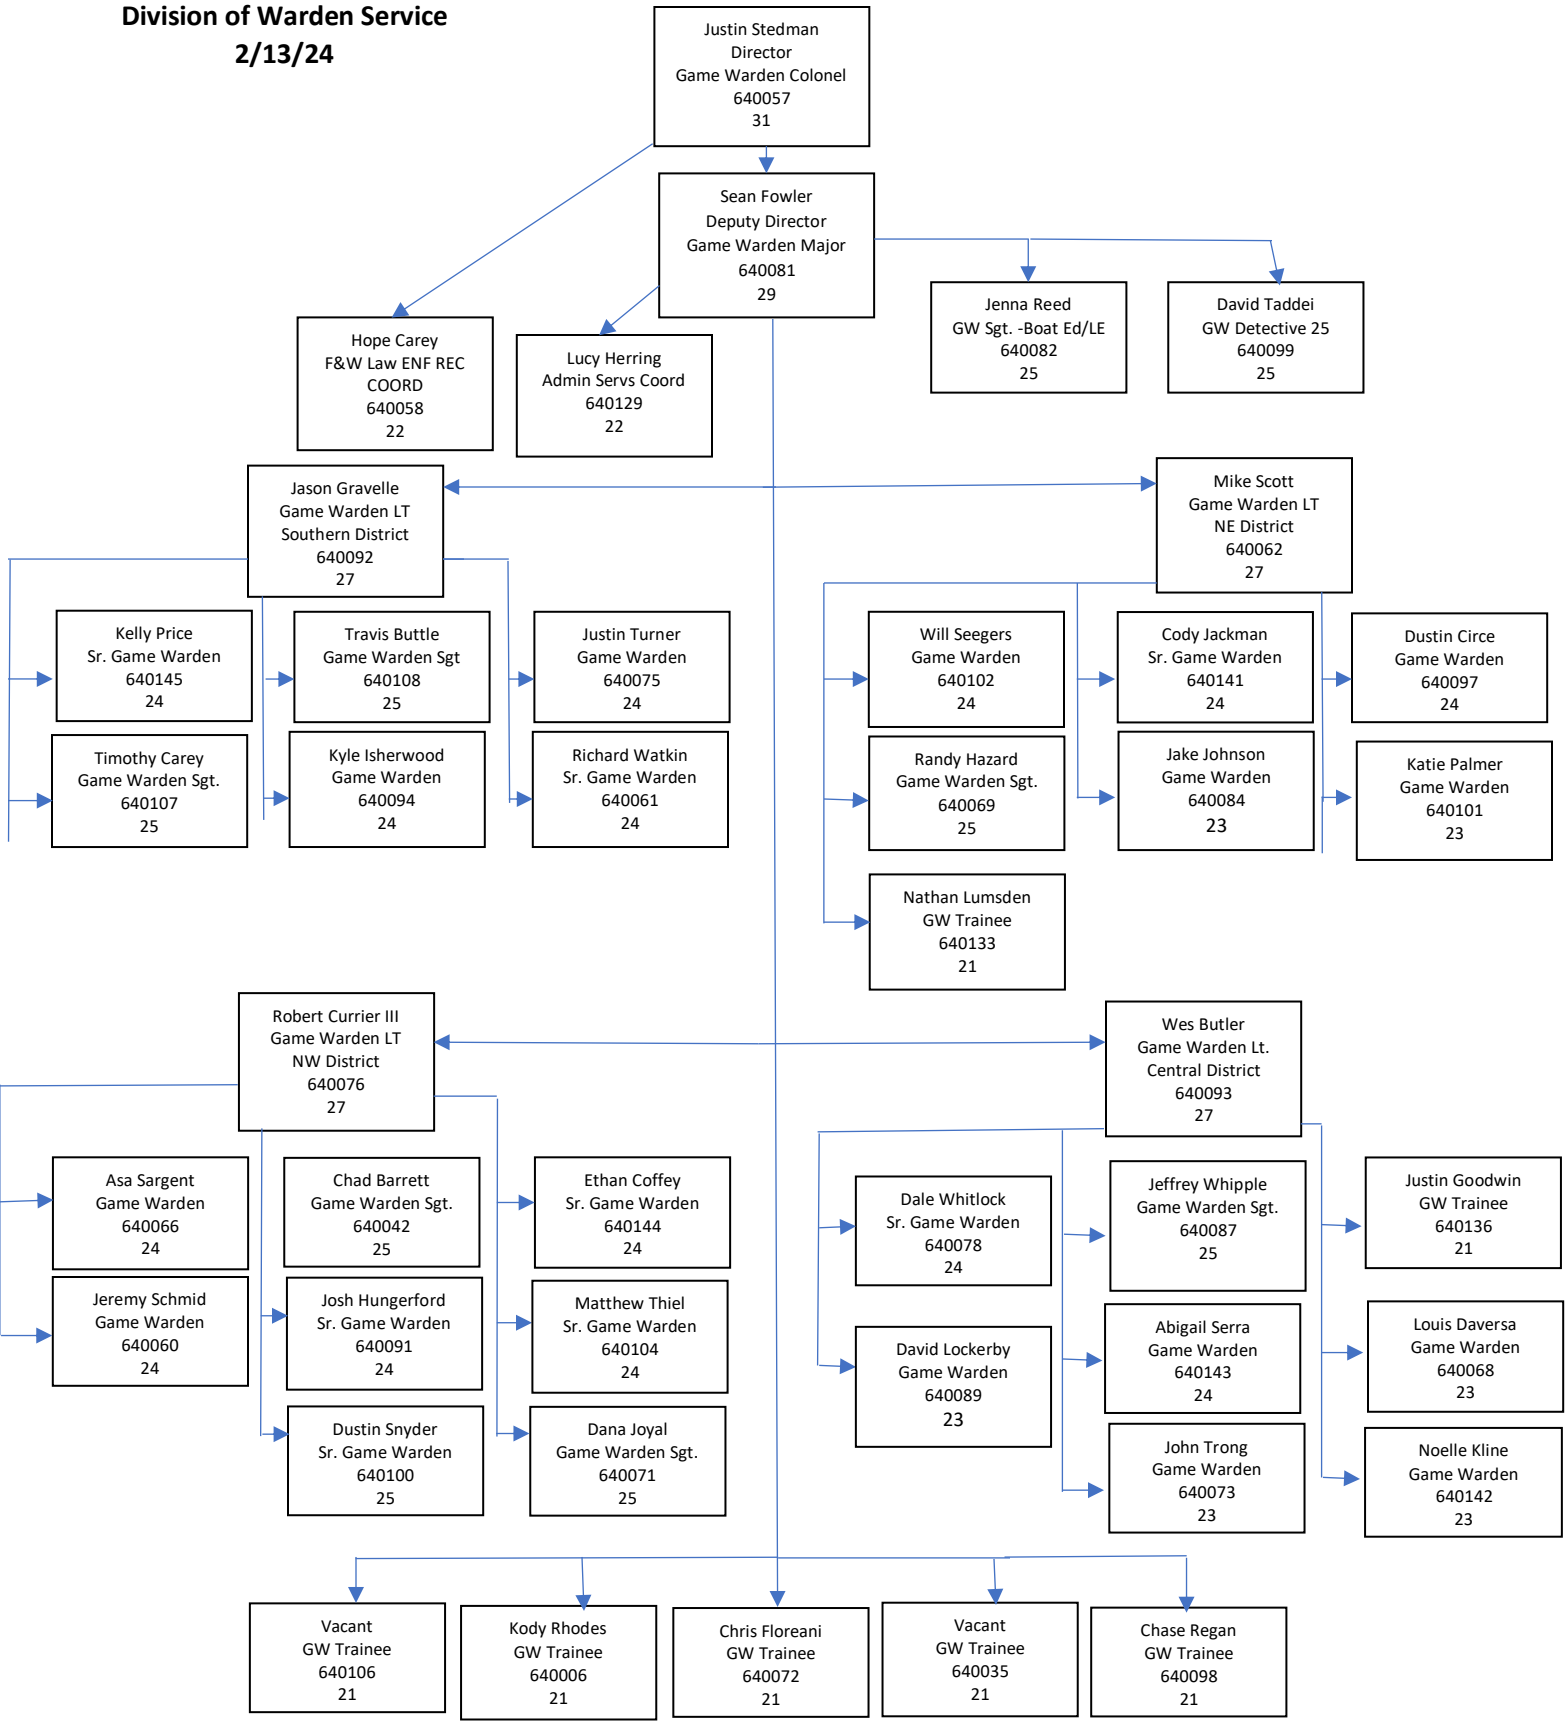 Division of Warden Service
2/13/24
Justin Stedman
Director
Game Warden Colonel
640057
31
Sean Fowler
Deputy Director
Game Warden Major
640081
29
Hope Carey
F&W Law ENF REC
COORD
640058
22
Lucy Herring
Admin Servs Coord
640129
22
Jenna Reed
GW Sgt. -Boat Ed/LE
640082
25
David Taddei
GW Detective 25
640099
25
Jason Gravelle
Game Warden LT
Southern District
640092
27
Mike Scott
Game Warden LT
NE District
640062
27
Kelly Price
Sr. Game Warden
640145
24
Travis Buttle
Game Warden Sgt
640108
25
Justin Turner
Game Warden
640075
24
Will Seegers
Game Warden
640102
24
Cody Jackman
Sr. Game Warden
640141
24
Dustin Circe
Game Warden
640097
24
Timothy Carey
Game Warden Sgt.
640107
25
Kyle Isherwood
Game Warden
640094
24
Richard Watkin
Sr. Game Warden
640061
24
Randy Hazard
Game Warden Sgt.
640069
25
Jake Johnson
Game Warden
640084
23
Katie Palmer
Game Warden
640101
23
Nathan Lumsden
GW Trainee
640133
21
Robert Currier III
Game Warden LT
NW District
640076
27
Wes Butler
Game Warden Lt.
Central District
640093
27
Asa Sargent
Game Warden
640066
24
Chad Barrett
Game Warden Sgt.
640042
25
Ethan Coffey
Sr. Game Warden
640144
24
Dale Whitlock
Sr. Game Warden
640078
24
Jeffrey Whipple
Game Warden Sgt.
640087
25
Justin Goodwin
GW Trainee
640136
21
Jeremy Schmid
Game Warden
640060
24
Josh Hungerford
Sr. Game Warden
640091
24
Matthew Thiel
Sr. Game Warden
640104
24
David Lockerby
Game Warden
640089
23
Abigail Serra
Game Warden
640143
24
Louis Daversa
Game Warden
640068
23
Dustin Snyder
Sr. Game Warden
640100
25
Dana Joyal
Game Warden Sgt.
640071
25
John Trong
Game Warden
640073
23
Noelle Kline
Game Warden
640142
23
Vacant
GW Trainee
640106
21
Kody Rhodes
GW Trainee
640006
21
Chris Floreani
GW Trainee
640072
21
Vacant
GW Trainee
640035
21
Chase Regan
GW Trainee
640098
21